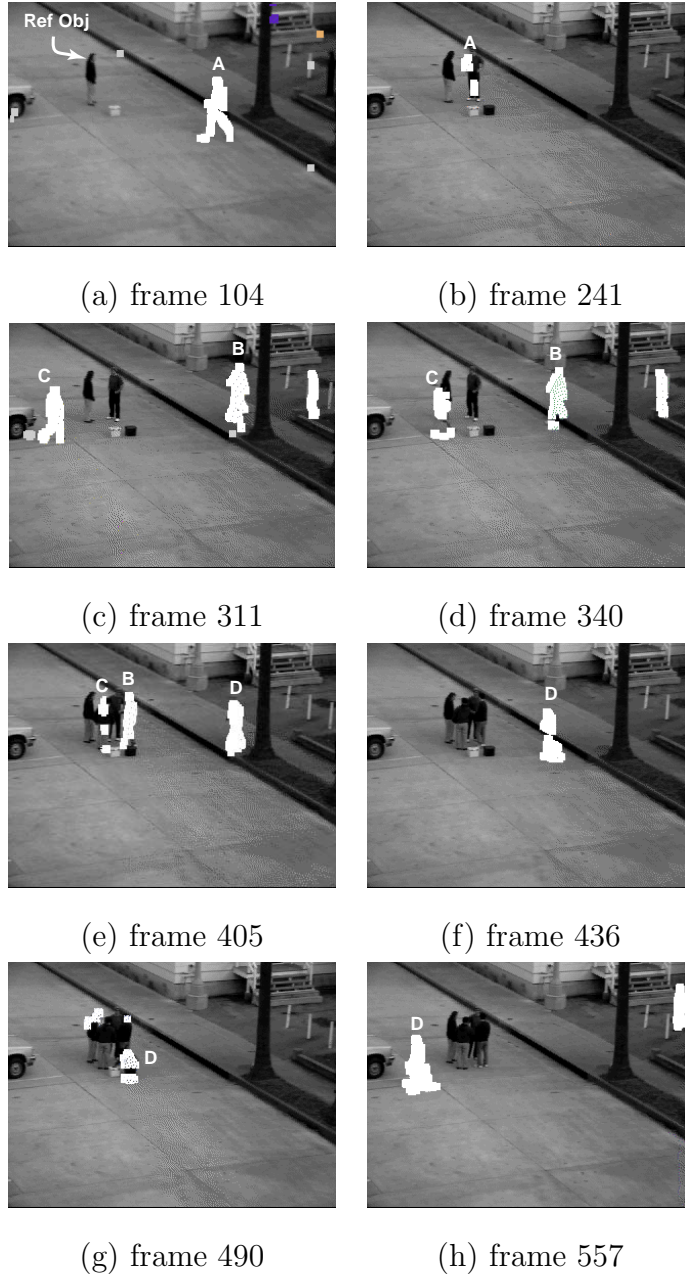 Ref Obj
A
A
(a) frame 104
(b) frame 241
C
B
C
B
(c) frame 311
(d) frame 340
C
B
D
D
(e) frame 405
(f) frame 436
D
D
(g) frame 490
(h) frame 557